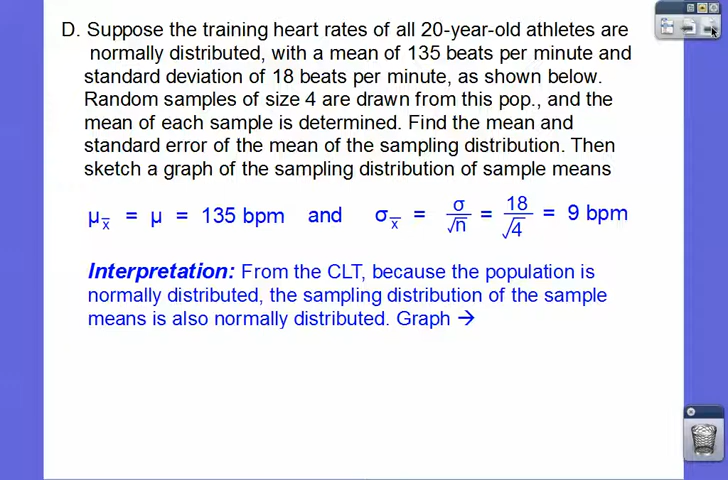 D. Suppose the training heart rates of all 20-year-old athletes are
normally distributed, with a mean of 135 beats per minute and
standard deviation of 18 beats per minute, as shown below.
Random samples of size 4 are drawn from this pop., and the
mean of each sample is determined. Find the mean and
standard error of the mean of the sampling distribution. Then
sketch a graph of the sampling distribution of sample means
μx̅ = μ = 135 bpm and σx̅ = σ/√n = 18/√4 = 9 bpm
Interpretation: From the CLT, because the population is
normally distributed, the sampling distribution of the sample
means is also normally distributed. Graph →